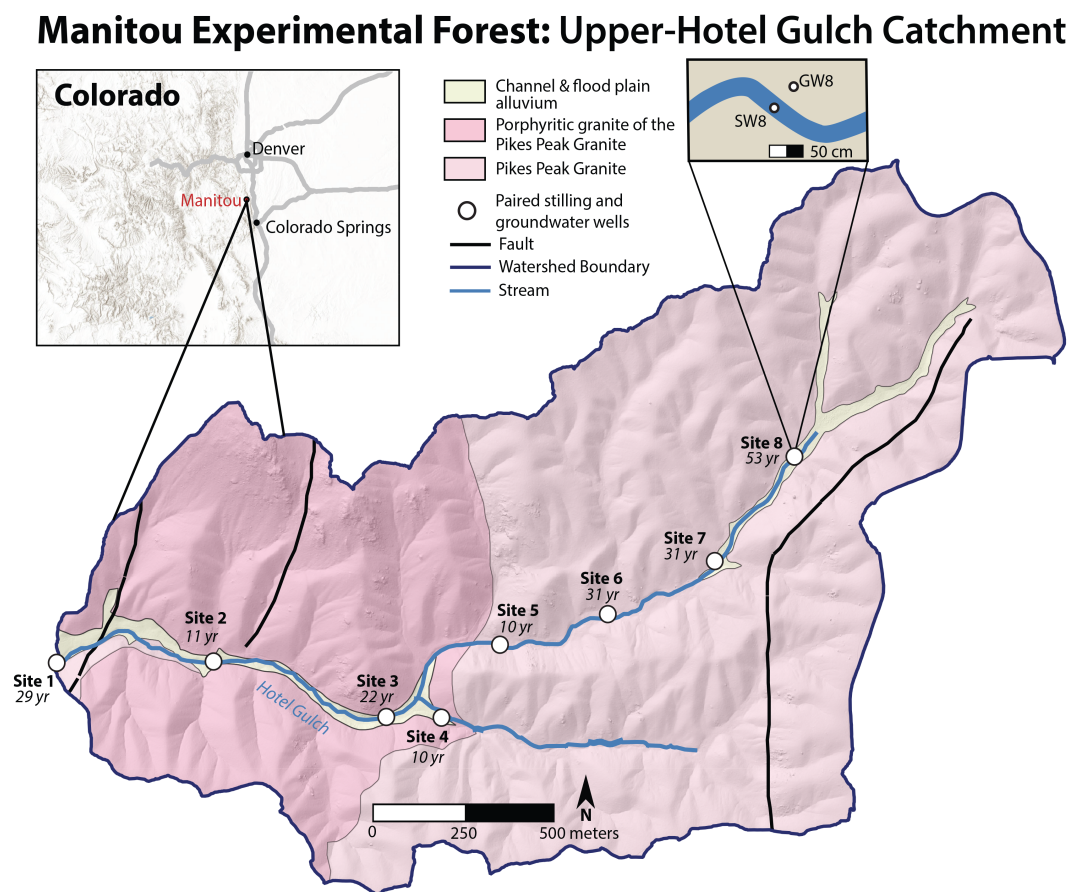 Manitou Experimental Forest: Upper-Hotel Gulch Catchment
Colorado
Denver
Manitou
Colorado Springs
Channel & flood plain
alluvium
Porphyritic granite of the
Pikes Peak Granite
Pikes Peak Granite
Paired stilling and
groundwater wells
Fault
Watershed Boundary
Stream
GW8
SW8
50 cm
Site 8
53 yr
Site 7
31 yr
Site 6
31 yr
Site 5
10 yr
Site 2
11 yr
Site 1
29 yr
Site 3
22 yr
Hotel Gulch
Site 4
10 yr
N
0 250 500 meters